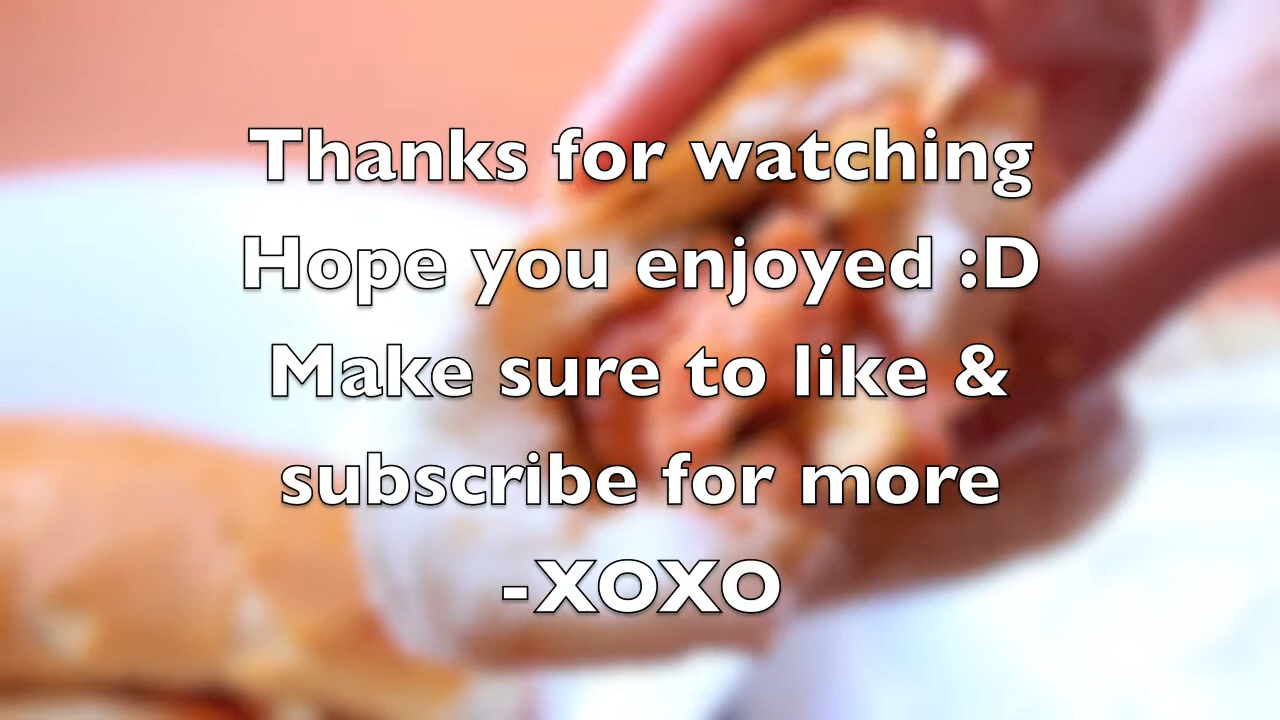 Thanks for watching
Hope you enjoyed :D
Make sure to like &
subscribe for more
-XOXO